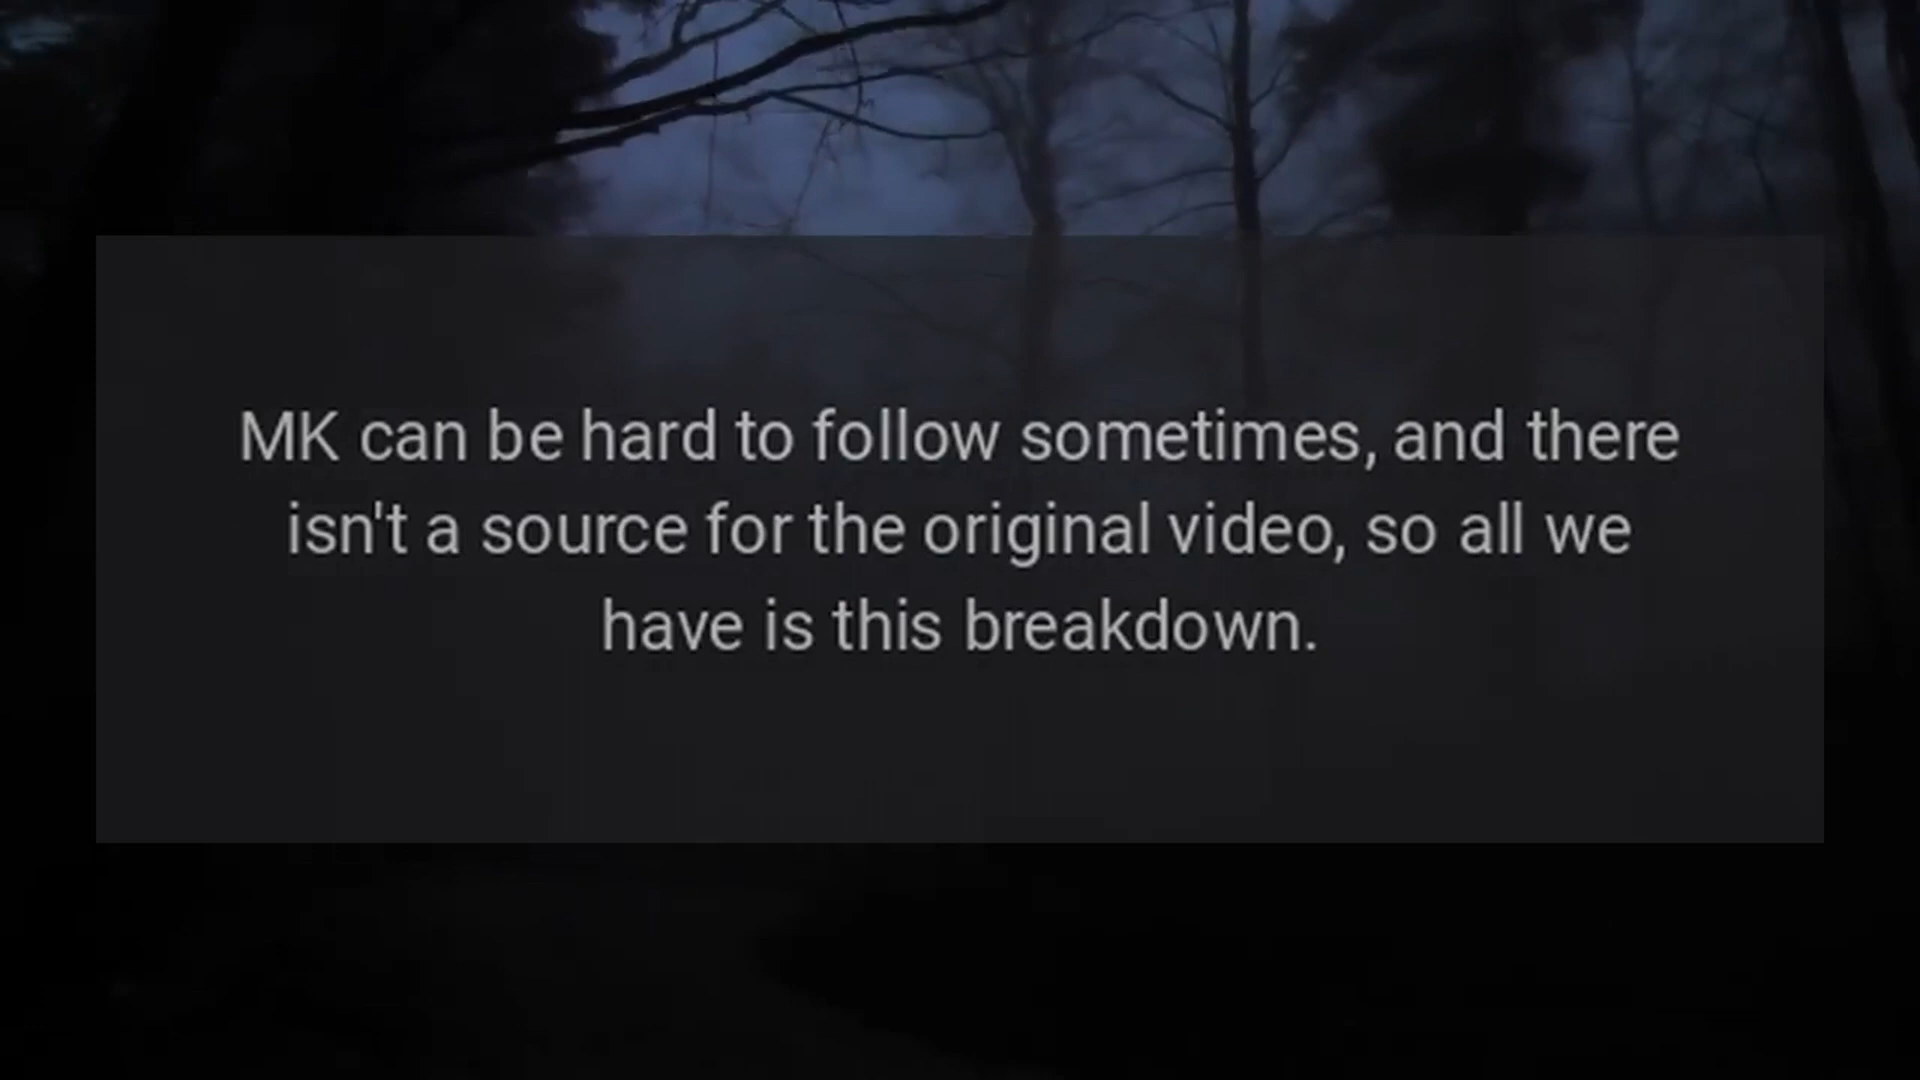 MK can be hard to follow sometimes, and there
isn't a source for the original video, so all we
have is this breakdown.